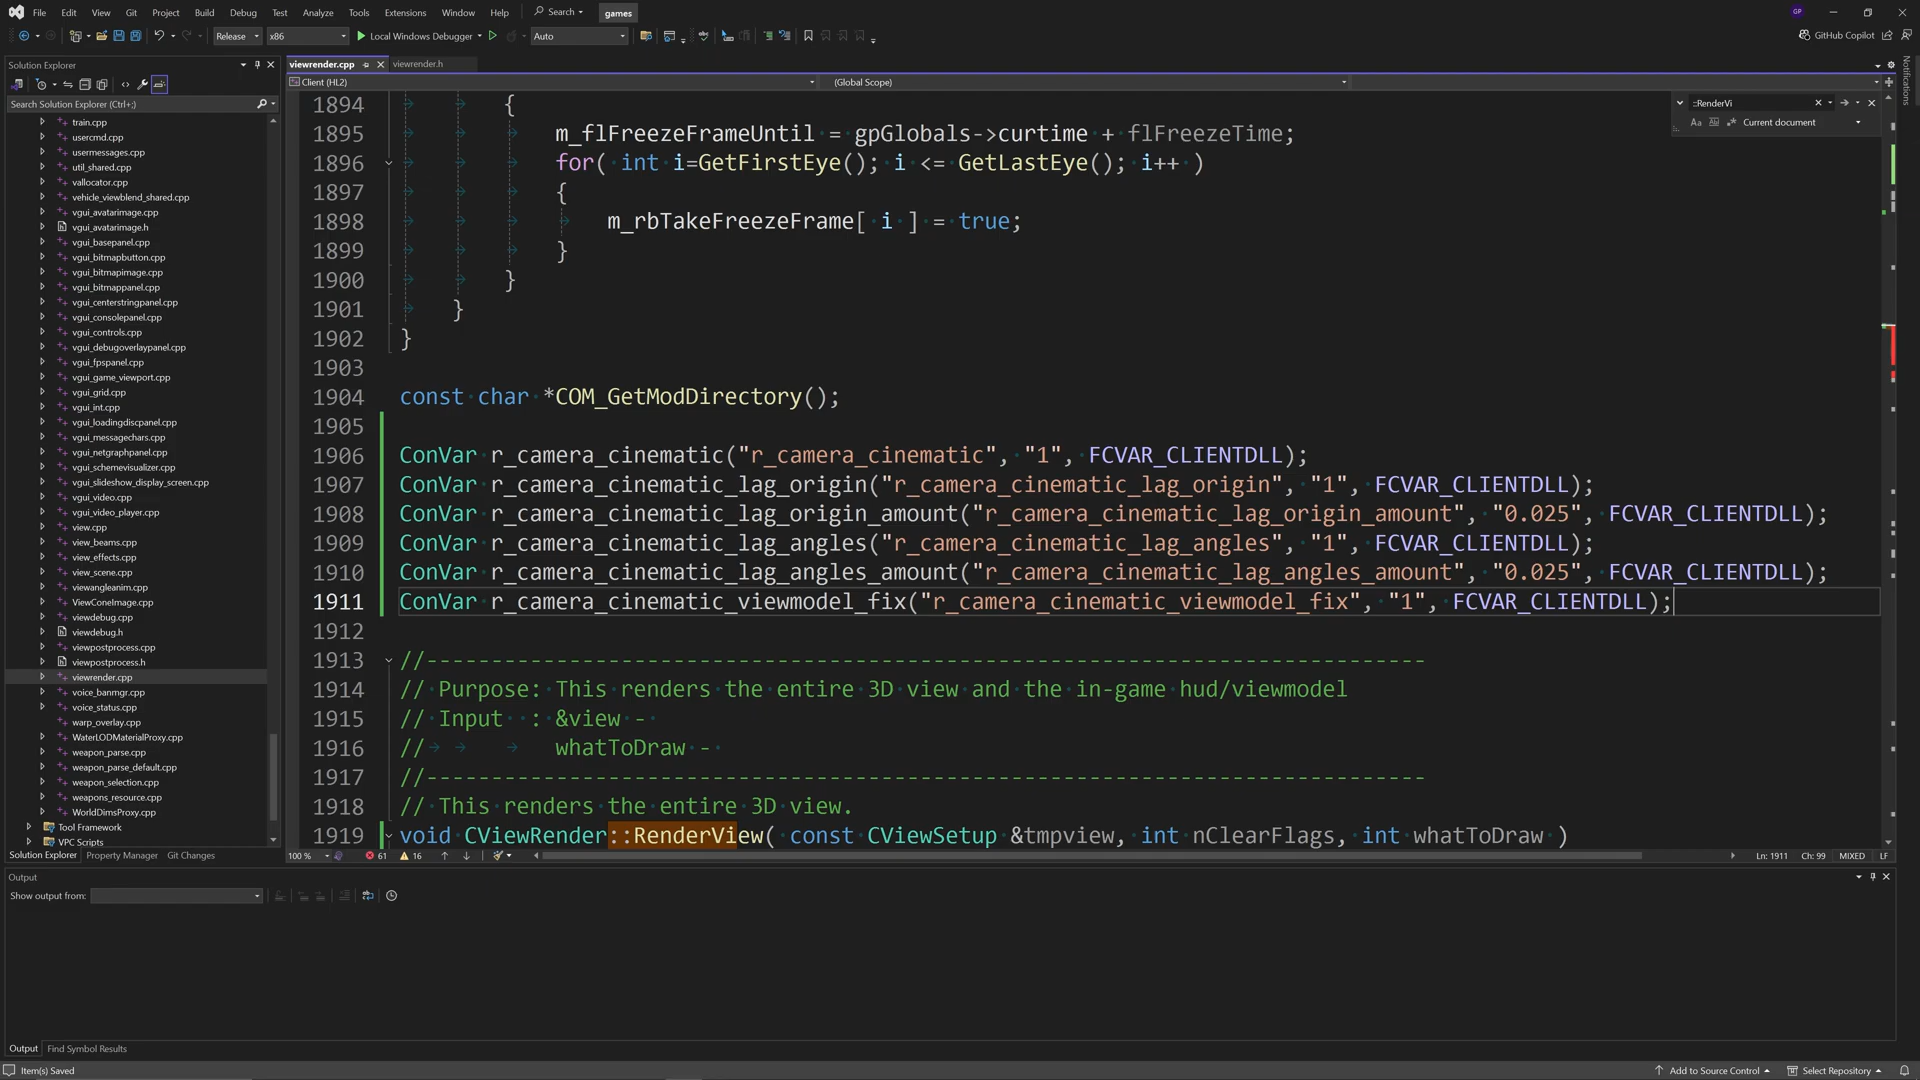 File Edit View Git Project Build Debug Test Analyze Tools Extensions Window Help Search games GP
Release x86 Local Windows Debugger Auto GitHub Copilot
Solution Explorer
Search Solution Explorer (Ctrl+;)
train.cpp
usercmd.cpp
usermessages.cpp
util_shared.cpp
vallocator.cpp
vehicle_viewblend_shared.cpp
vgui_avatarimage.cpp
vgui_avatarimage.h
vgui_basepanel.cpp
vgui_bitmapbutton.cpp
vgui_bitmapimage.cpp
vgui_bitmappanel.cpp
vgui_centerstringpanel.cpp
vgui_consolepanel.cpp
vgui_controls.cpp
vgui_debugoverlaypanel.cpp
vgui_fpspanel.cpp
vgui_game_viewport.cpp
vgui_grid.cpp
vgui_int.cpp
vgui_loadingdiscpanel.cpp
vgui_messagechars.cpp
vgui_netgraphpanel.cpp
vgui_schemevisualizer.cpp
vgui_slideshow_display_screen.cpp
vgui_video.cpp
vgui_video_player.cpp
view.cpp
view_beams.cpp
view_effects.cpp
view_scene.cpp
viewangleanim.cpp
ViewConeImage.cpp
viewdebug.cpp
viewdebug.h
viewpostprocess.cpp
viewpostprocess.h
viewrender.cpp
voice_banmgr.cpp
voice_status.cpp
warp_overlay.cpp
WaterLODMaterialProxy.cpp
weapon_parse.cpp
weapon_parse_default.cpp
weapon_selection.cpp
weapons_resource.cpp
WorldDimsProxy.cpp
Tool Framework
VPC Scripts
Solution Explorer Property Manager Git Changes
viewrender.cpp viewrender.h
Client (HL2) (Global Scope)
::RenderVi
Aa Current document
Notifications
1894 {
1895 m_flFreezeFrameUntil = gpGlobals->curtime + flFreezeTime;
1896 for( int i=GetFirstEye(); i <= GetLastEye(); i++ )
1897 {
1898 m_rbTakeFreezeFrame[ i ] = true;
1899 }
1900 }
1901 }
1902 }
1903
1904 const char *COM_GetModDirectory();
1905
1906 ConVar r_camera_cinematic("r_camera_cinematic", "1", FCVAR_CLIENTDLL);
1907 ConVar r_camera_cinematic_lag_origin("r_camera_cinematic_lag_origin", "1", FCVAR_CLIENTDLL);
1908 ConVar r_camera_cinematic_lag_origin_amount("r_camera_cinematic_lag_origin_amount", "0.025", FCVAR_CLIENTDLL);
1909 ConVar r_camera_cinematic_lag_angles("r_camera_cinematic_lag_angles", "1", FCVAR_CLIENTDLL);
1910 ConVar r_camera_cinematic_lag_angles_amount("r_camera_cinematic_lag_angles_amount", "0.025", FCVAR_CLIENTDLL);
1911 ConVar r_camera_cinematic_viewmodel_fix("r_camera_cinematic_viewmodel_fix", "1", FCVAR_CLIENTDLL);
1912
1913 //-----------------------------------------------------------------------------
1914 // Purpose: This renders the entire 3D view and the in-game hud/viewmodel
1915 // Input : &view -
1916 // whatToDraw -
1917 //-----------------------------------------------------------------------------
1918 // This renders the entire 3D view.
1919 void CViewRender::RenderView( const CViewSetup &tmpview, int nClearFlags, int whatToDraw )
100 % 61 16 Ln: 1911 Ch: 99 MIXED LF
Output
Show output from:
Output Find Symbol Results
Item(s) Saved Add to Source Control Select Repository